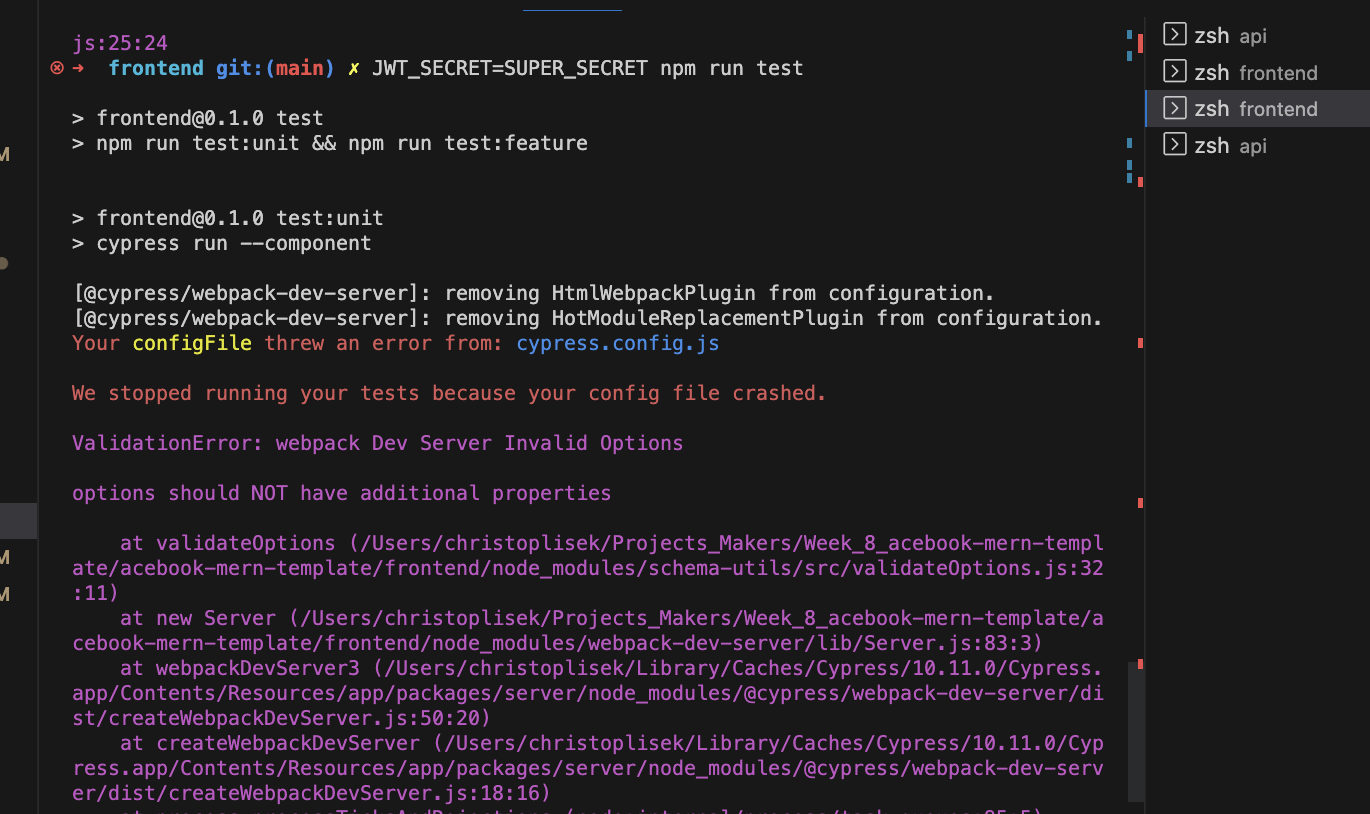 js:25:24
→ frontend git:(main) ✗ JWT_SECRET=SUPER_SECRET npm run test
> frontend@0.1.0 test
> npm run test:unit && npm run test:feature
> frontend@0.1.0 test:unit
> cypress run --component
[@cypress/webpack-dev-server]: removing HtmlWebpackPlugin from configuration.
[@cypress/webpack-dev-server]: removing HotModuleReplacementPlugin from configuration.
Your configFile threw an error from: cypress.config.js
We stopped running your tests because your config file crashed.
ValidationError: webpack Dev Server Invalid Options
options should NOT have additional properties
at validateOptions (/Users/christoplisek/Projects_Makers/Week_8_acebook-mern-templ
ate/acebook-mern-template/frontend/node_modules/schema-utils/src/validateOptions.js:32
:11)
at new Server (/Users/christoplisek/Projects_Makers/Week_8_acebook-mern-template/a
cebook-mern-template/frontend/node_modules/webpack-dev-server/lib/Server.js:83:3)
at webpackDevServer3 (/Users/christoplisek/Library/Caches/Cypress/10.11.0/Cypress.
app/Contents/Resources/app/packages/server/node_modules/@cypress/webpack-dev-server/di
st/createWebpackDevServer.js:50:20)
at createWebpackDevServer (/Users/christoplisek/Library/Caches/Cypress/10.11.0/Cyp
ress.app/Contents/Resources/app/packages/server/node_modules/@cypress/webpack-dev-serv
er/dist/createWebpackDevServer.js:18:16)
zsh api
zsh frontend
zsh frontend
zsh api
M
M
M